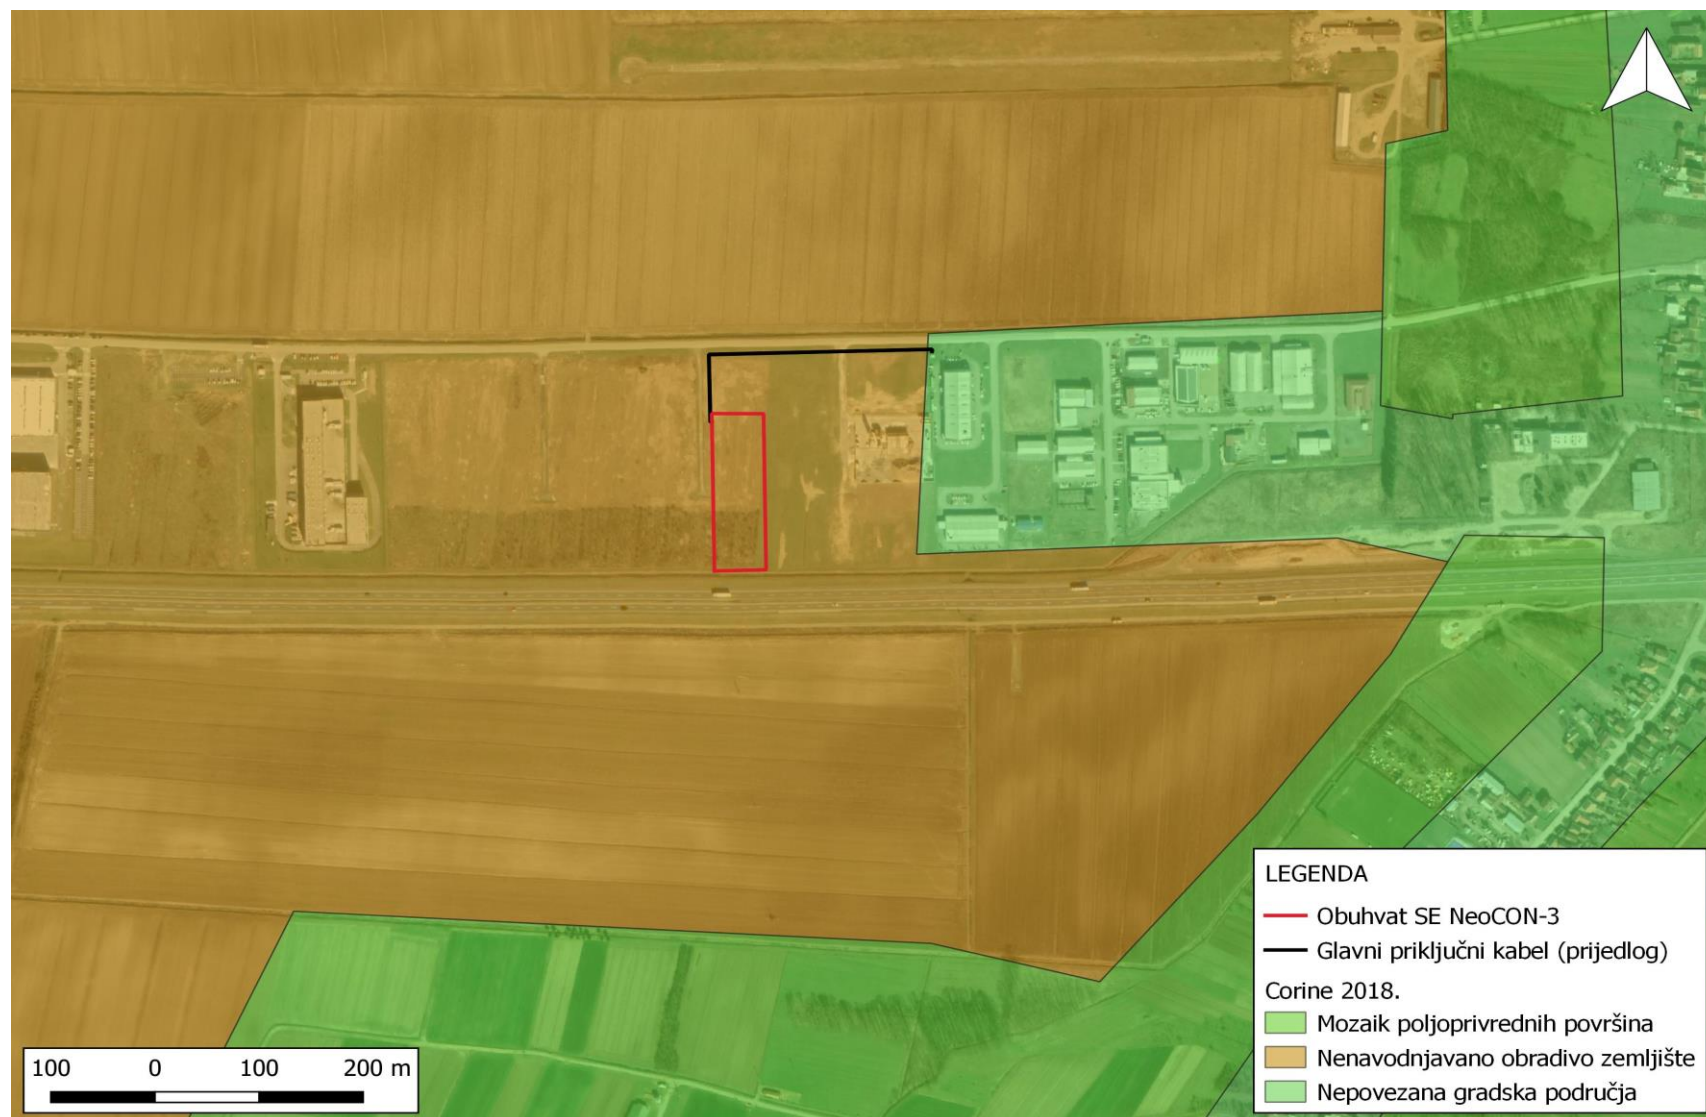 LEGENDA
Obuhvat SE NeoCON-3
Glavni priključni kabel (prijedlog)
Corine 2018.
Mozaik poljoprivrednih površina
Nenavodnjavano obradivo zemljište
Nepovezana gradska područja
100 0 100 200 m